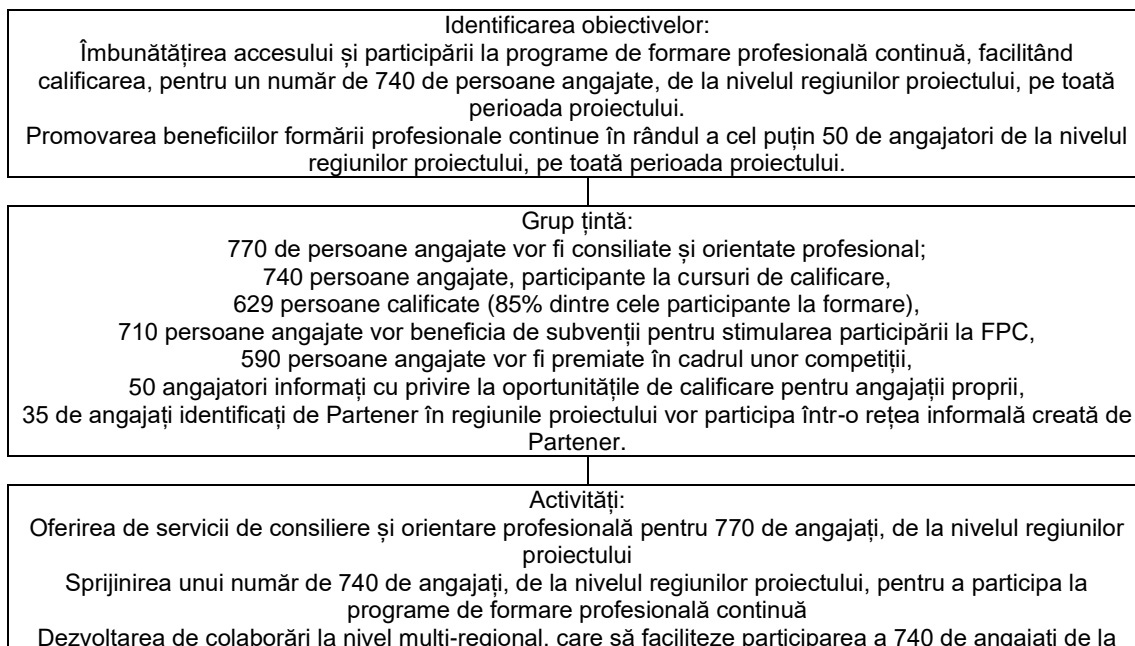 Identificarea obiectivelor:
Îmbunătățirea accesului și participării la programe de formare profesională continuă, facilitând
calificarea, pentru un număr de 740 de persoane angajate, de la nivelul regiunilor proiectului, pe toată
perioada proiectului.
Promovarea beneficiilor formării profesionale continue în rândul a cel puțin 50 de angajatori de la nivelul
regiunilor proiectului, pe toată perioada proiectului.
Grup țintă:
770 de persoane angajate vor fi consiliate și orientate profesional;
740 persoane angajate, participante la cursuri de calificare,
629 persoane calificate (85% dintre cele participante la formare),
710 persoane angajate vor beneficia de subvenții pentru stimularea participării la FPC,
590 persoane angajate vor fi premiate în cadrul unor competiții,
50 angajatori informați cu privire la oportunitățile de calificare pentru angajații proprii,
35 de angajați identificați de Partener în regiunile proiectului vor participa într-o rețea informală creată de
Partener.
Activități:
Oferirea de servicii de consiliere și orientare profesională pentru 770 de angajați, de la nivelul regiunilor
proiectului
Sprijinirea unui număr de 740 de angajați, de la nivelul regiunilor proiectului, pentru a participa la
programe de formare profesională continuă
Dezvoltarea de colaborări la nivel multi-regional, care să faciliteze participarea a 740 de angajați de la